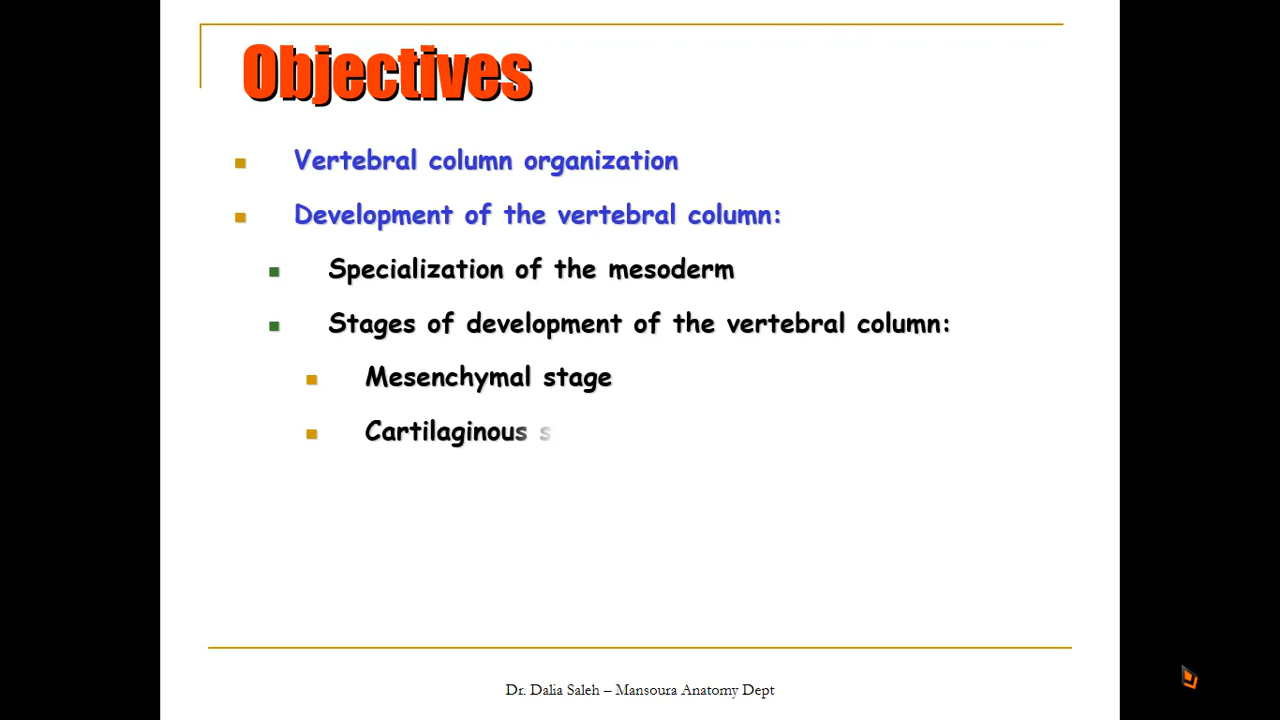 Objectives
Vertebral column organization
Development of the vertebral column:
Specialization of the mesoderm
Stages of development of the vertebral column:
Mesenchymal stage
Cartilaginous s
Dr. Dalia Saleh – Mansoura Anatomy Dept